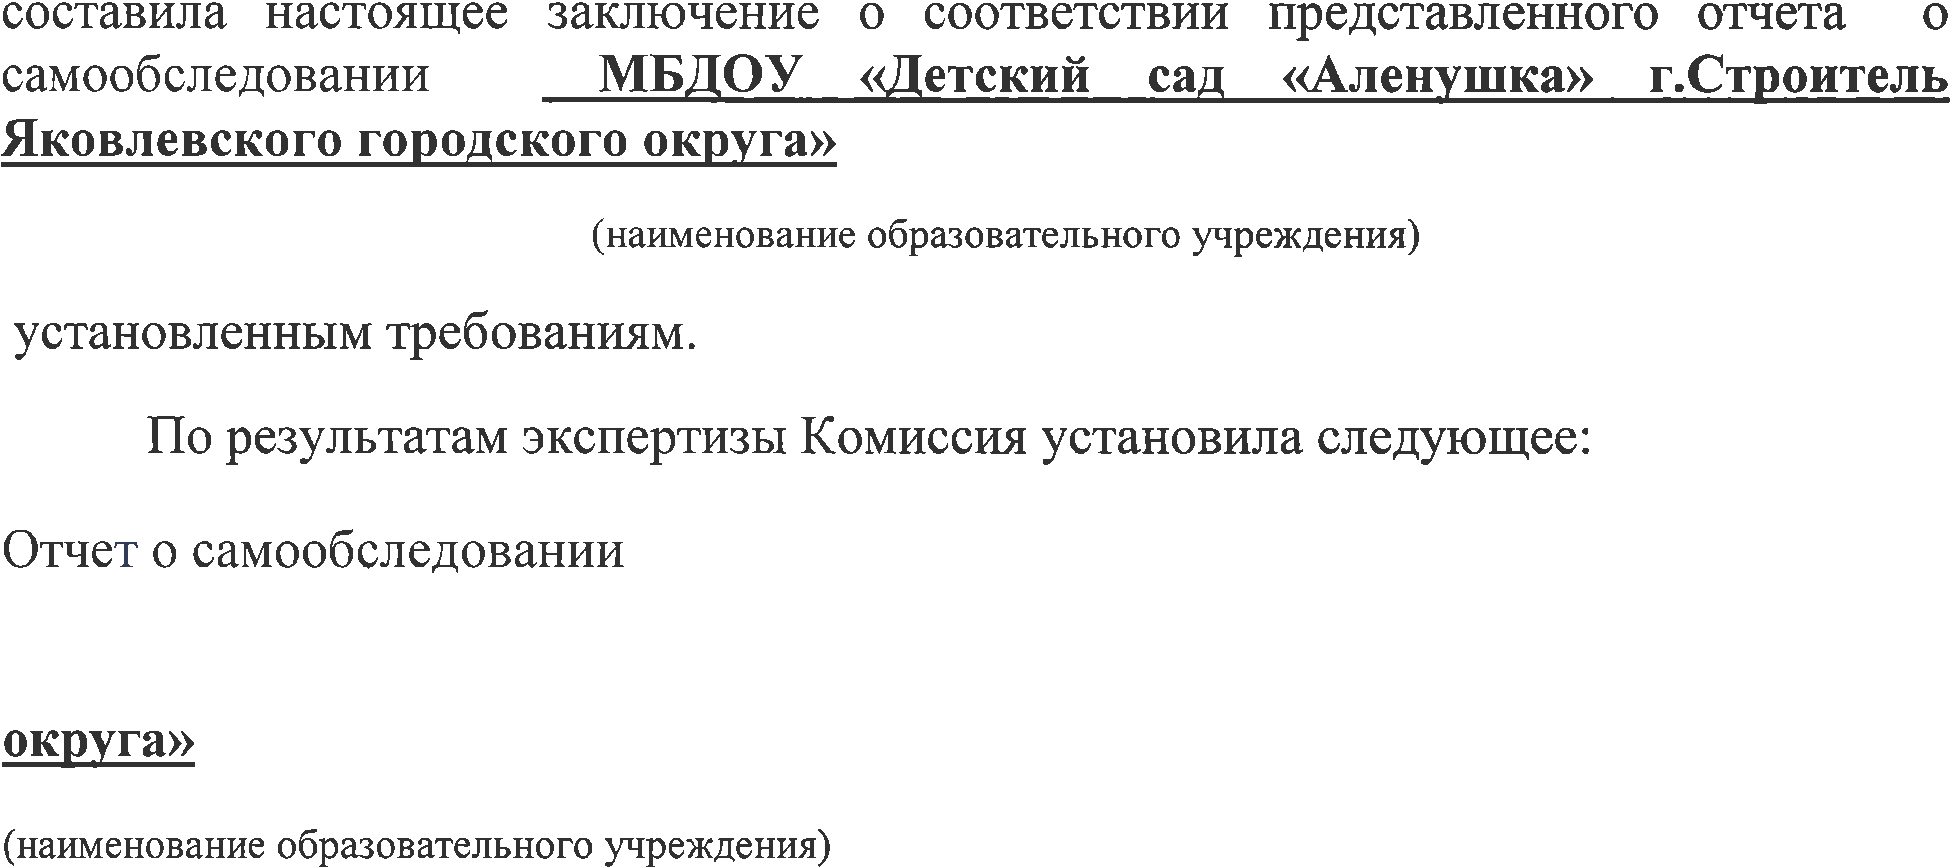 составила настоящее заключение о соответствии представленного отчета о
самообследовании МБДОУ «Детский сад «Аленушка» г.Строитель
Яковлевского городского округа»
(наименование образовательного учреждения)
установленным требованиям.
По результатам экспертизы Комиссия установила следующее:
Отчет о самообследовании
округа»
(наименование образовательного учреждения)